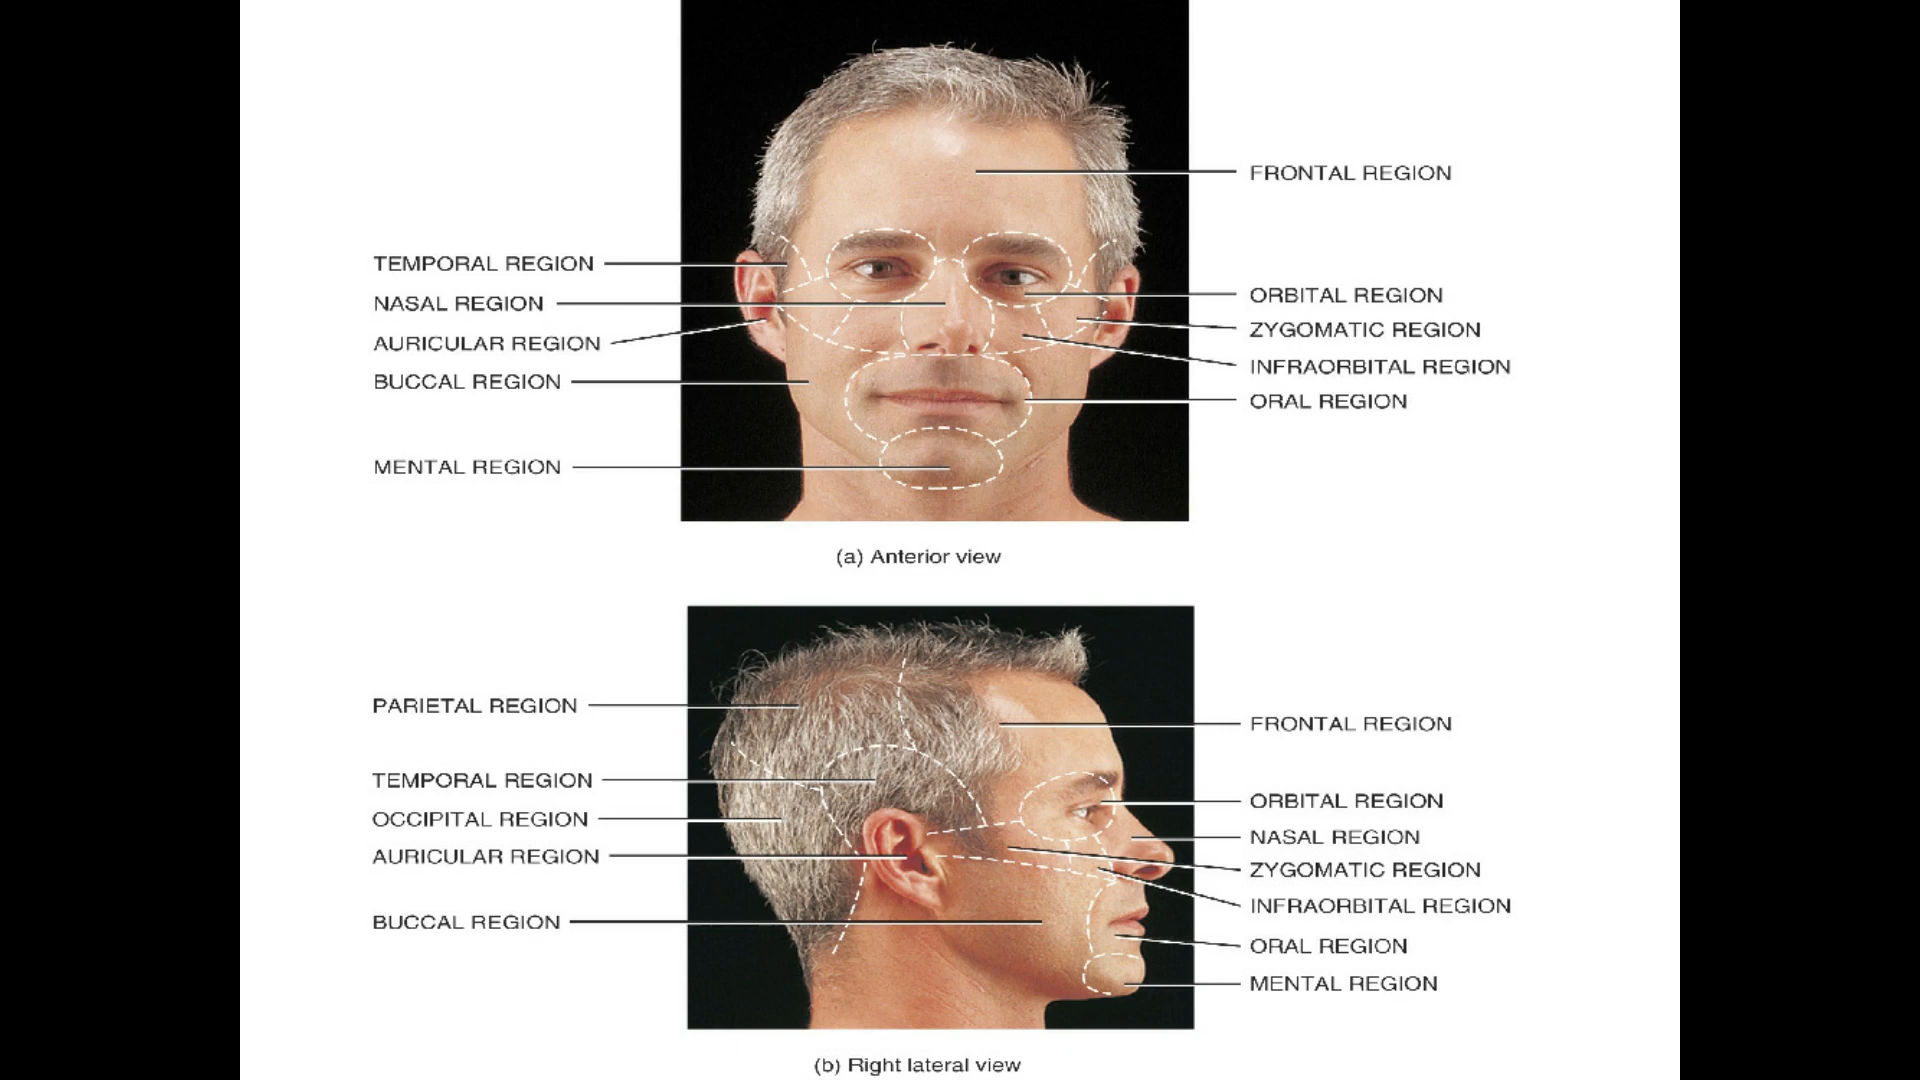 FRONTAL REGION
TEMPORAL REGION
NASAL REGION
AURICULAR REGION
BUCCAL REGION
MENTAL REGION
ORBITAL REGION
ZYGOMATIC REGION
INFRAORBITAL REGION
ORAL REGION
(a) Anterior view
PARIETAL REGION
TEMPORAL REGION
OCCIPITAL REGION
AURICULAR REGION
BUCCAL REGION
FRONTAL REGION
ORBITAL REGION
NASAL REGION
ZYGOMATIC REGION
INFRAORBITAL REGION
ORAL REGION
MENTAL REGION
(b) Right lateral view